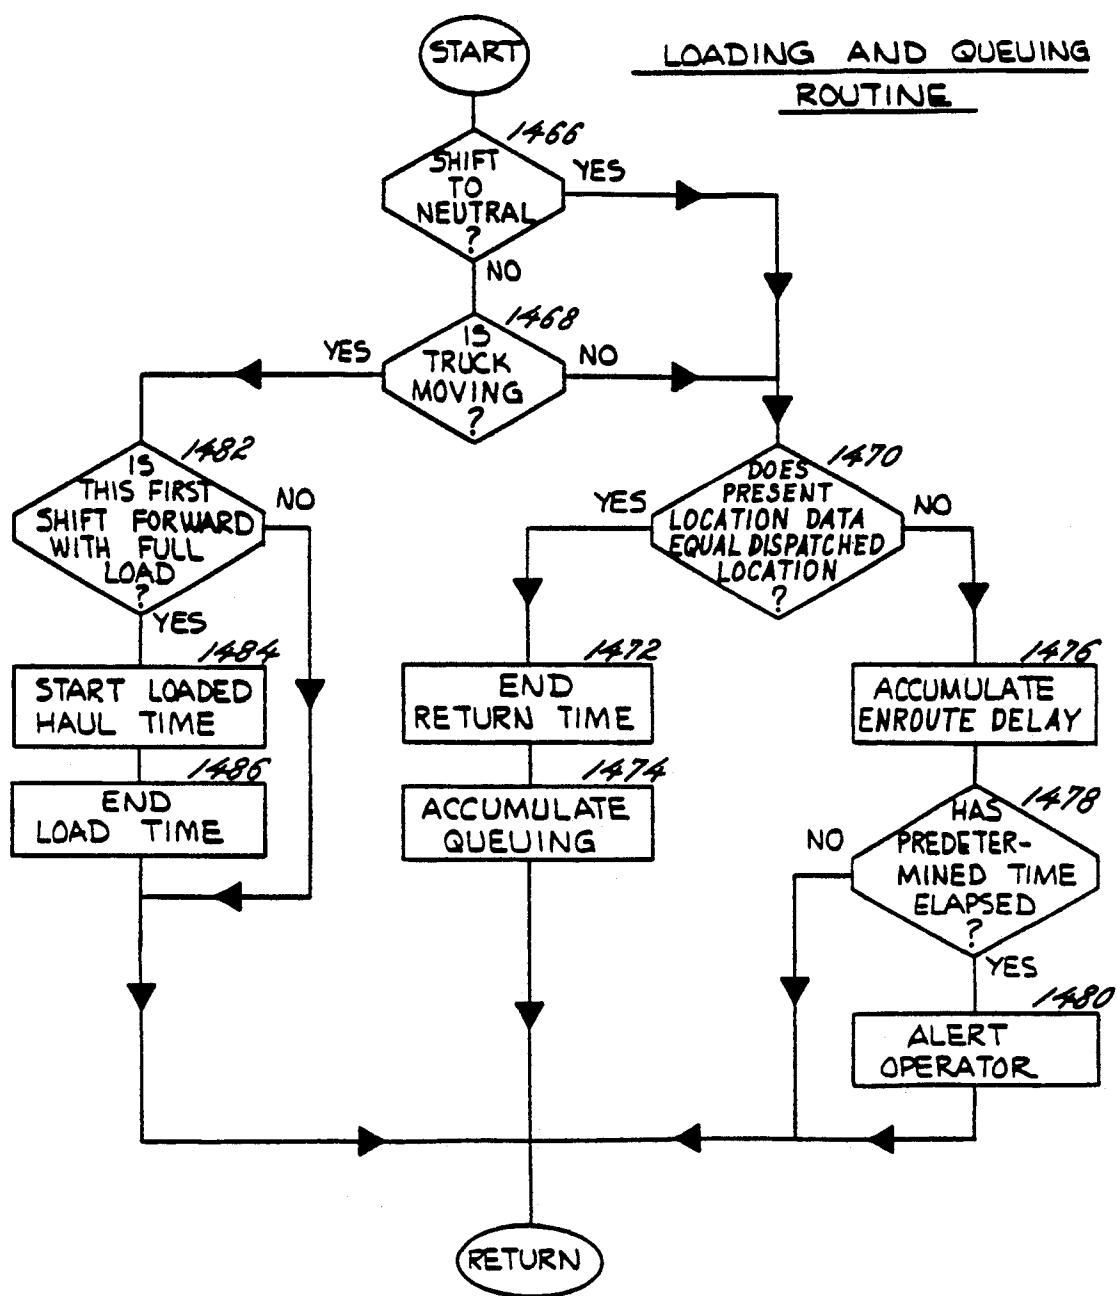 START
LOADING AND QUEUING
ROUTINE
1466
SHIFT
TO
NEUTRAL
?
YES
NO
1468
IS
TRUCK
MOVING
?
YES
NO
1482
IS
THIS FIRST
SHIFT FORWARD
WITH FULL
LOAD
?
NO
YES
1470
DOES
PRESENT
LOCATION DATA
EQUAL DISPATCHED
LOCATION
?
YES
NO
1484
START LOADED
HAUL TIME
1486
END
LOAD TIME
1472
END
RETURN TIME
1474
ACCUMULATE
QUEUING
1476
ACCUMULATE
ENROUTE DELAY
1478
HAS
PREDETER-
MINED TIME
ELAPSED
?
NO
YES
1480
ALERT
OPERATOR
RETURN